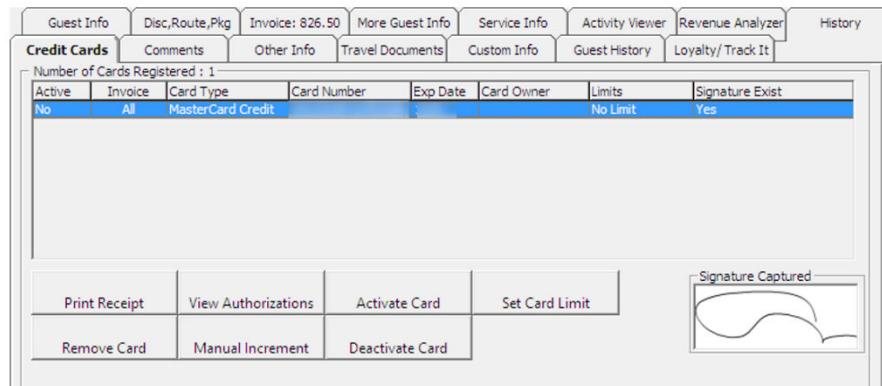 Guest Info Disc,Route,Pkg Invoice: 826.50 More Guest Info Service Info Activity Viewer Revenue Analyzer History
Credit Cards Comments Other Info Travel Documents Custom Info Guest History Loyalty/ Track It
Number of Cards Registered : 1
Active Invoice Card Type Card Number Exp Date Card Owner Limits Signature Exist
No All MasterCard Credit No Limit Yes
Signature Captured
Print Receipt View Authorizations Activate Card Set Card Limit
Remove Card Manual Increment Deactivate Card